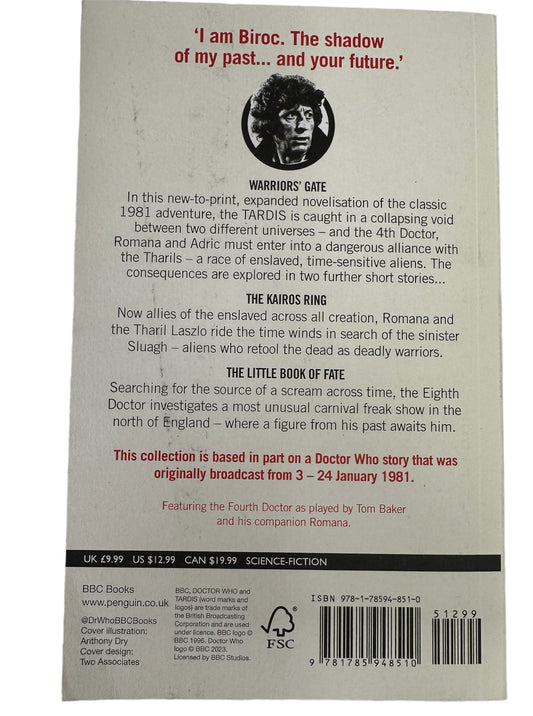 'I am Biroc. The shadow
of my past... and your future.'
WARRIORS' GATE
In this new-to-print, expanded novelisation of the classic
1981 adventure, the TARDIS is caught in a collapsing void
between two different universes – and the 4th Doctor,
Romana and Adric must enter into a dangerous alliance with
the Tharils – a race of enslaved, time-sensitive aliens. The
consequences are explored in two further short stories...
THE KAIROS RING
Now allies of the enslaved across all creation, Romana and
the Tharil Laszlo ride the time winds in search of the sinister
Sluagh – aliens who retool the dead as deadly warriors.
THE LITTLE BOOK OF FATE
Searching for the source of a scream across time, the Eighth
Doctor investigates a most unusual carnival freak show in the
north of England – where a figure from his past awaits him.
This collection is based in part on a Doctor Who story that was
originally broadcast from 3 – 24 January 1981.
Featuring the Fourth Doctor as played by Tom Baker
and his companion Romana.
UK £9.99 US $12.99 CAN $19.99 SCIENCE-FICTION
BBC Books
www.penguin.co.uk
@DrWhoBBCBooks
Cover illustration:
Anthony Dry
Cover design:
Two Associates
BBC, DOCTOR WHO and
TARDIS (word marks and
logos) are trade marks of
the British Broadcasting
Corporation and are used
under licence. BBC logo ©
BBC 1996. Doctor Who
logo © BBC 2023.
Licensed by BBC Studios.
FSC
ISBN 978-1-78594-851-0
51299
9 781785 948510